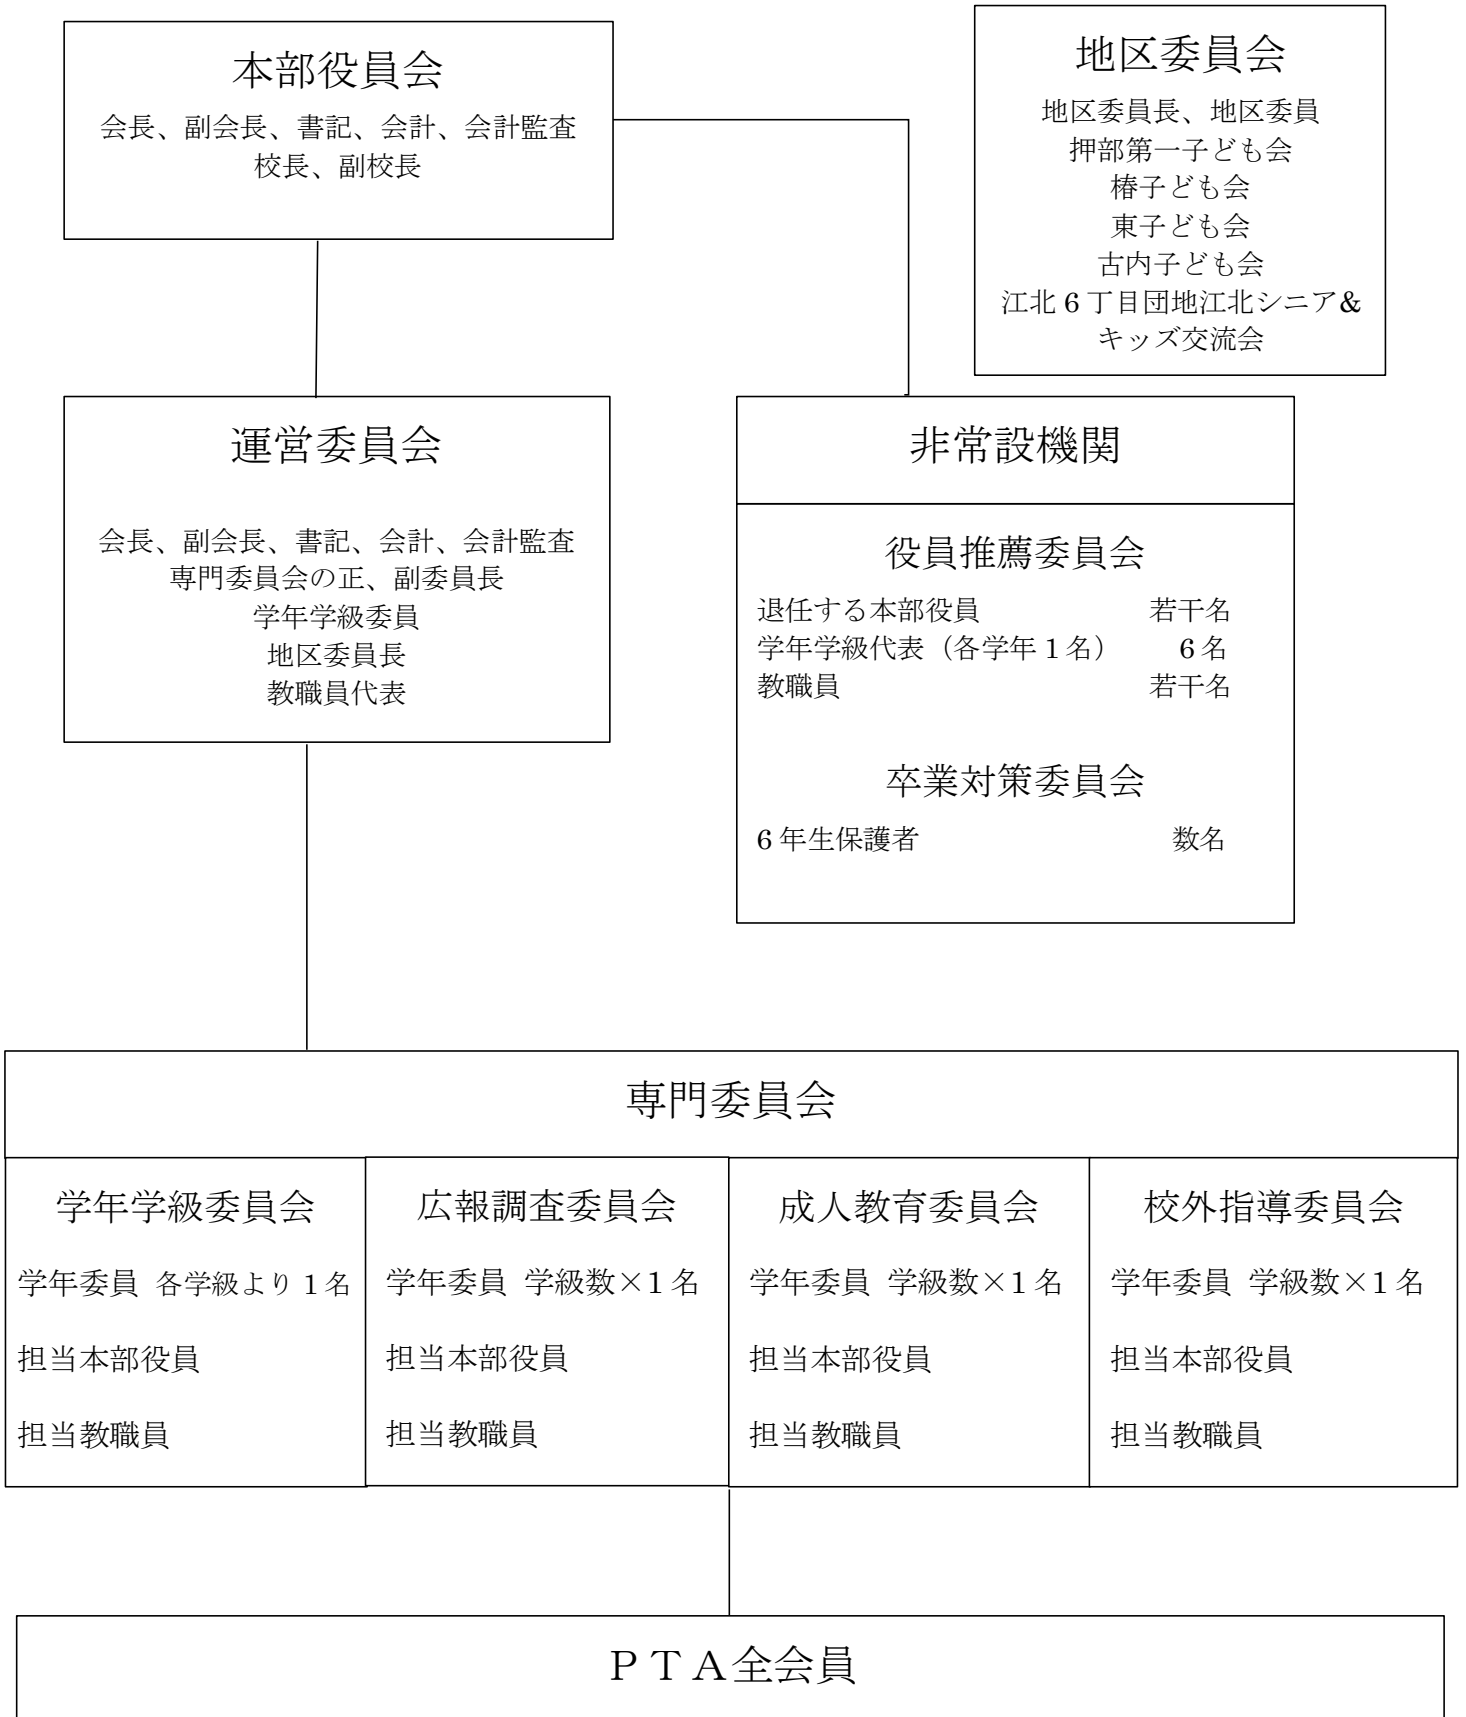 本部役員会
会長、副会長、書記、会計、会計監査
校長、副校長
地区委員会
地区委員長、地区委員
押部第一子ども会
椿子ども会
東子ども会
古内子ども会
江北6丁目団地江北シニア&
キッズ交流会
運営委員会
会長、副会長、書記、会計、会計監査
専門委員会の正、副委員長
学年学級委員
地区委員長
教職員代表
非常設機関
役員推薦委員会
退任する本部役員 若干名
学年学級代表（各学年1名） 6名
教職員 若干名
卒業対策委員会
6年生保護者 数名
専門委員会
学年学級委員会
学年委員 各学級より1名
担当本部役員
担当教職員
広報調査委員会
学年委員 学級数×1名
担当本部役員
担当教職員
成人教育委員会
学年委員 学級数×1名
担当本部役員
担当教職員
校外指導委員会
学年委員 学級数×1名
担当本部役員
担当教職員
ＰＴＡ全会員